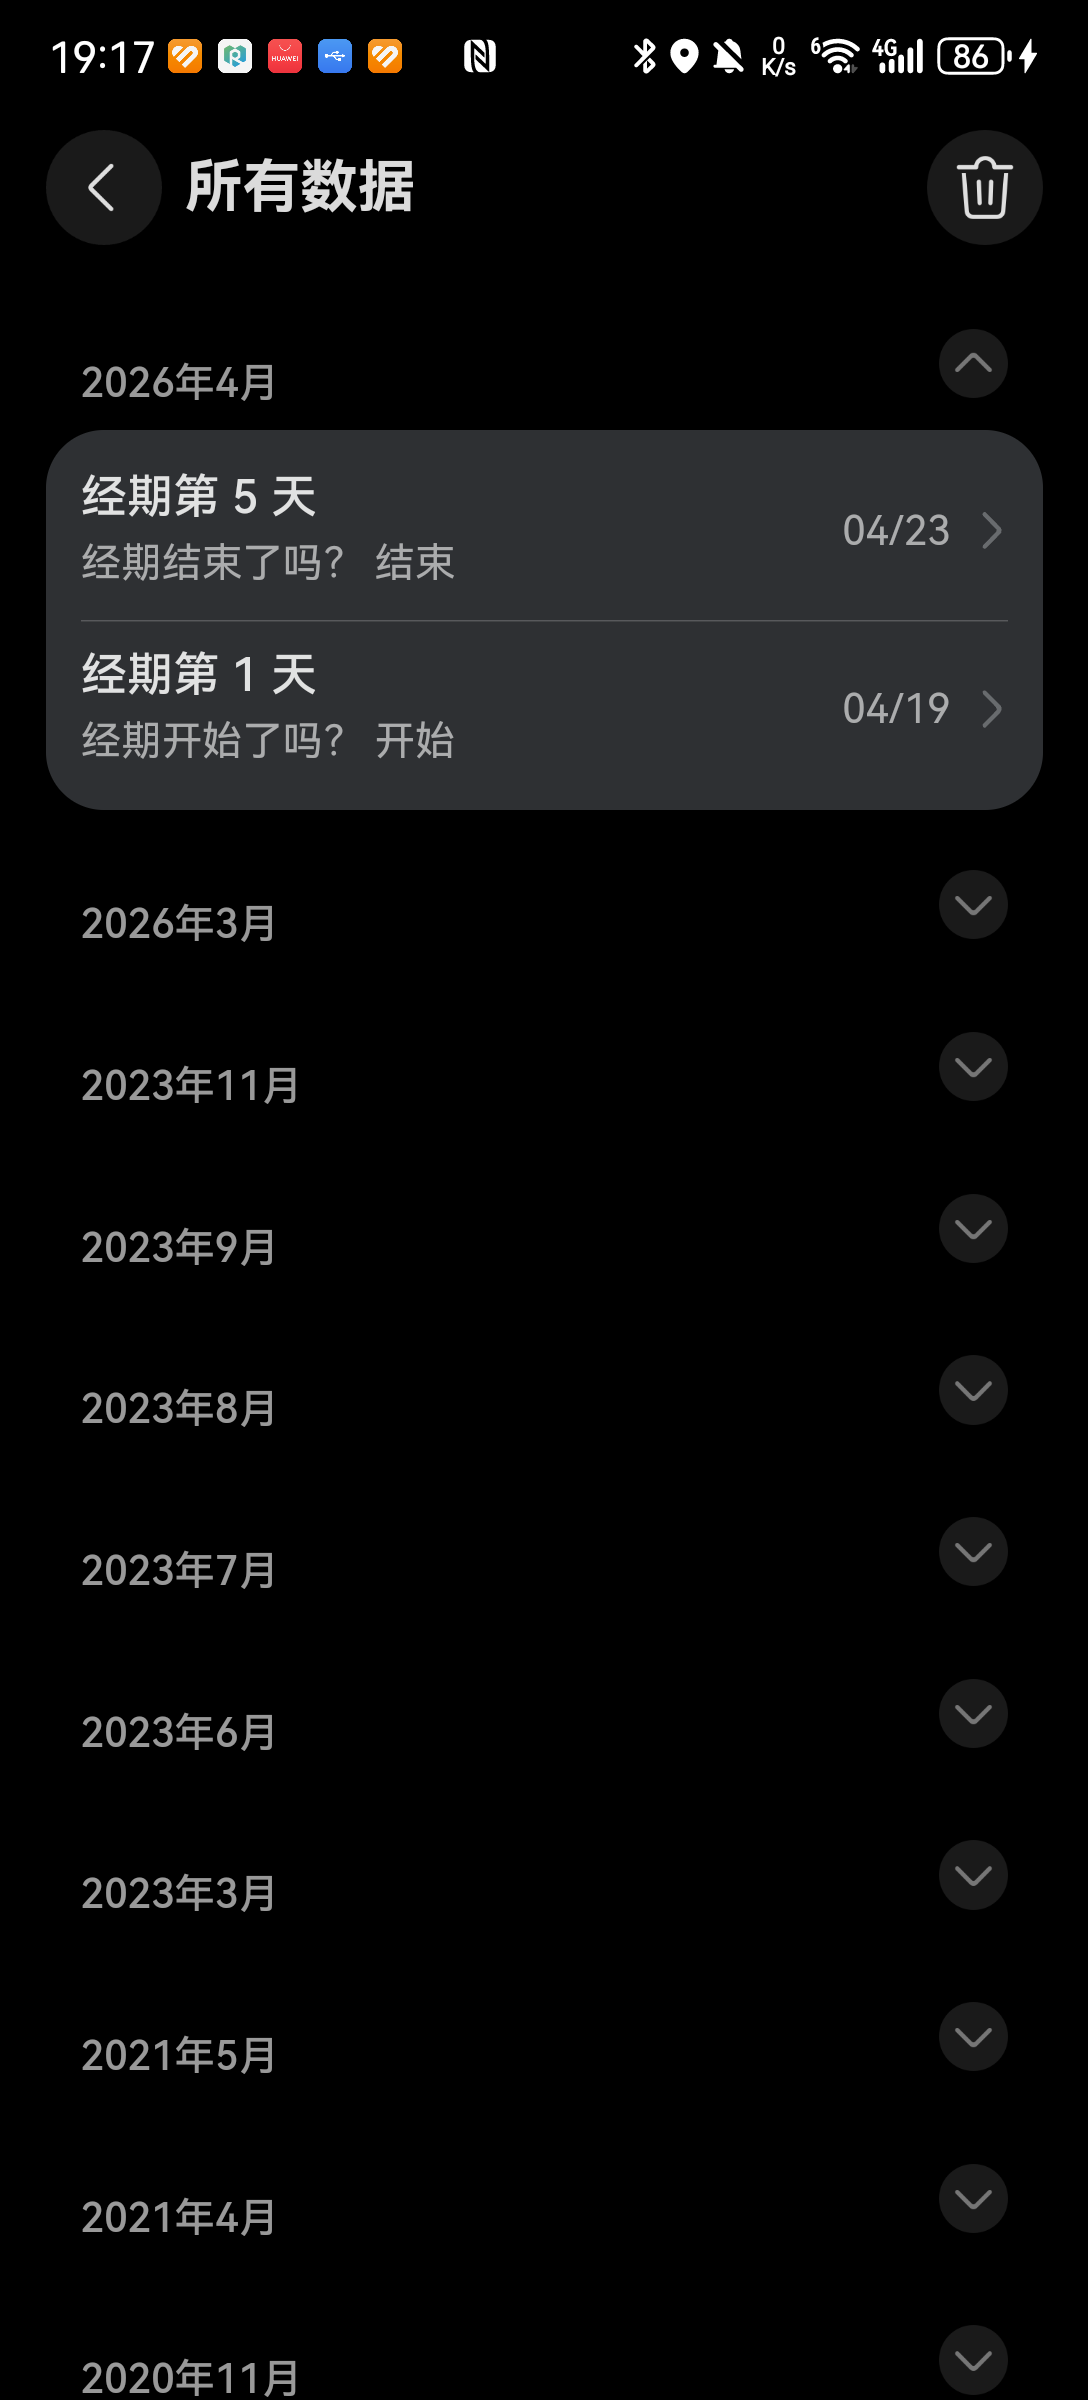 19:17
HUAWEI
0 K/s
6
4G
86
所有数据
2026年4月
经期第 5 天
经期结束了吗? 结束
04/23
经期第 1 天
经期开始了吗? 开始
04/19
2026年3月
2023年11月
2023年9月
2023年8月
2023年7月
2023年6月
2023年3月
2021年5月
2021年4月
2020年11月